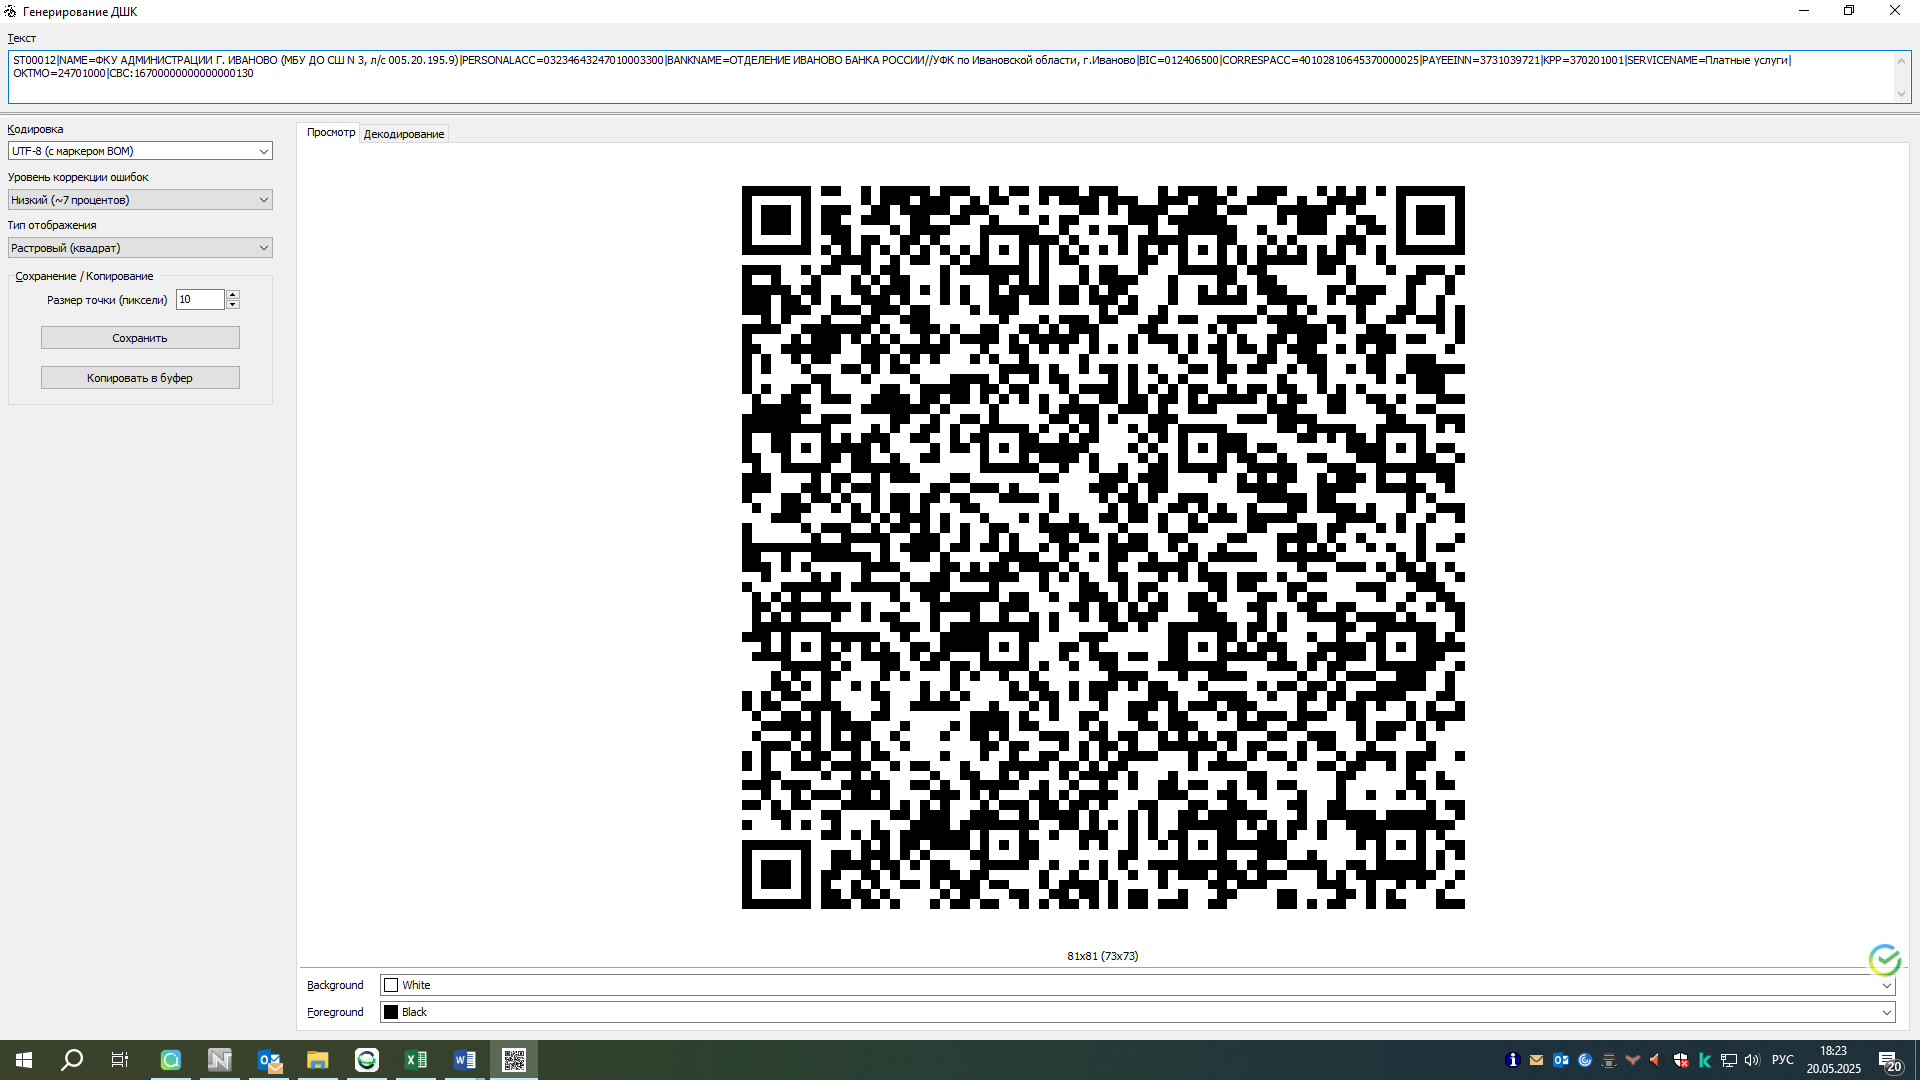 Генерирование ДШК
Текст
ST00012|NAME=ФКУ АДМИНИСТРАЦИИ Г. ИВАНОВО (МБУ ДО СШ N 3, л/с 005.20.195.9)|PERSONALACC=03234643247010003300|BANKNAME=ОТДЕЛЕНИЕ ИВАНОВО БАНКА РОССИИ//УФК по Ивановской области, г.Иваново|BIC=012406500|CORRESPACC=40102810645370000025|PAYEEINN=3731039721|KPP=370201001|SERVICENAME=Платные услуги|
OKTMO=24701000|CBC:16700000000000000130
Кодировка
UTF-8 (с маркером BOM)
Уровень коррекции ошибок
Низкий (~7 процентов)
Тип отображения
Растровый (квадрат)
Сохранение / Копирование
Размер точки (пиксели) 10
Сохранить
Копировать в буфер
Просмотр Декодирование
81x81 (73x73)
Background White
Foreground Black
РУС
18:23
20.05.2025
20